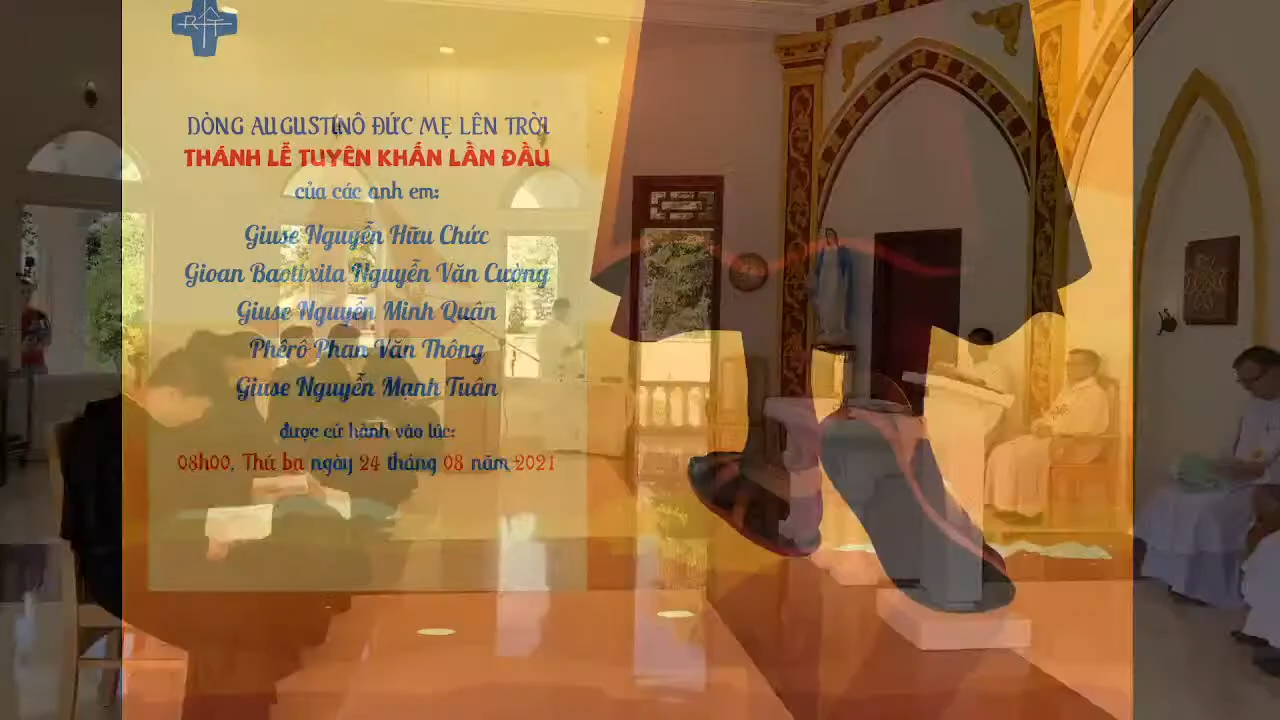 DÒNG AUGUSTINÔ ĐỨC MẸ LÊN TRỜI
THÁNH LỄ TUYÊN KHẤN LẦN ĐẦU
của các anh em:
Giuse Nguyễn Hữu Chức
Gioan Baotixita Nguyễn Văn Cường
Giuse Nguyễn Minh Quân
Phêrô Phan Văn Thông
Giuse Nguyễn Mạnh Tuân
được cử hành vào lúc:
08h00, Thứ ba ngày 24 tháng 08 năm 2021